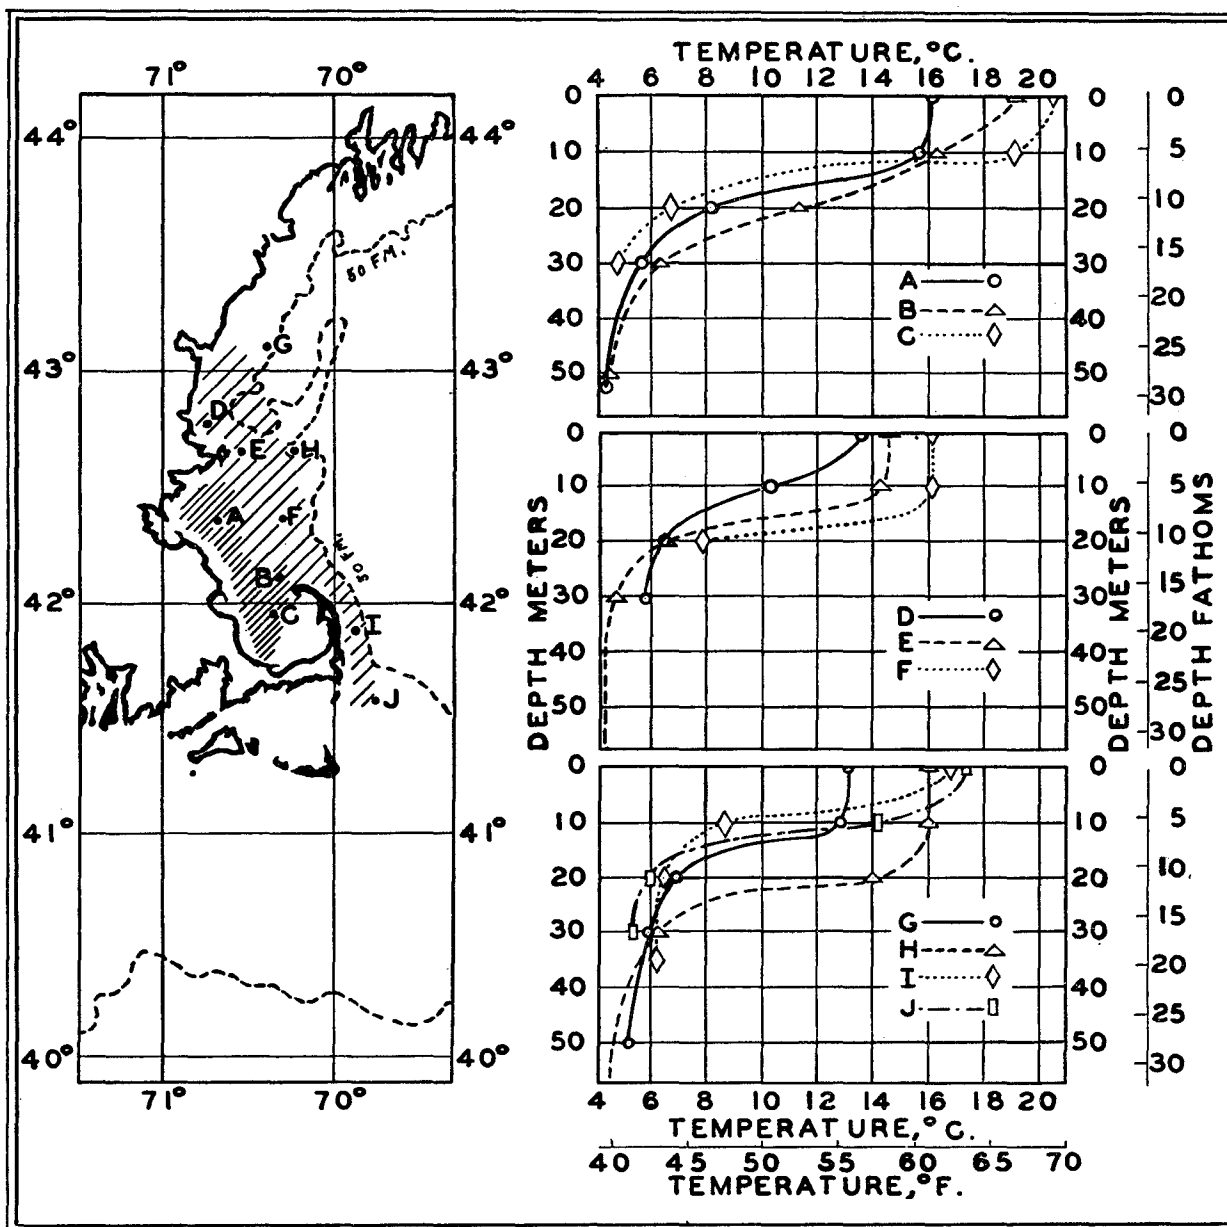 71° 70°
44° 44°
50 FM.
G
43° 43°
D
E H
A F
50 FM.
B
42° 42°
C I
J
41° 41°
40° 40°
71° 70°
TEMPERATURE,°C.
4 6 8 10 12 14 16 18 20
0 0 0
10 10 5
20 20 10
30 30 15
A
B
C
40 40 20
25
50 50 30
DEPTH METERS
DEPTH METERS
DEPTH FATHOMS
0 0 0
10 10 5
20 20 10
30 30 15
D
E
F
40 40 20
50 50 25
30
0 0 0
10 10 5
20 20 10
30 30 15
G
H
I
J
40 40 20
25
50 50 30
4 6 8 10 12 14 16 18 20
TEMPERATURE,°C.
40 45 50 55 60 65 70
TEMPERATURE,°F.